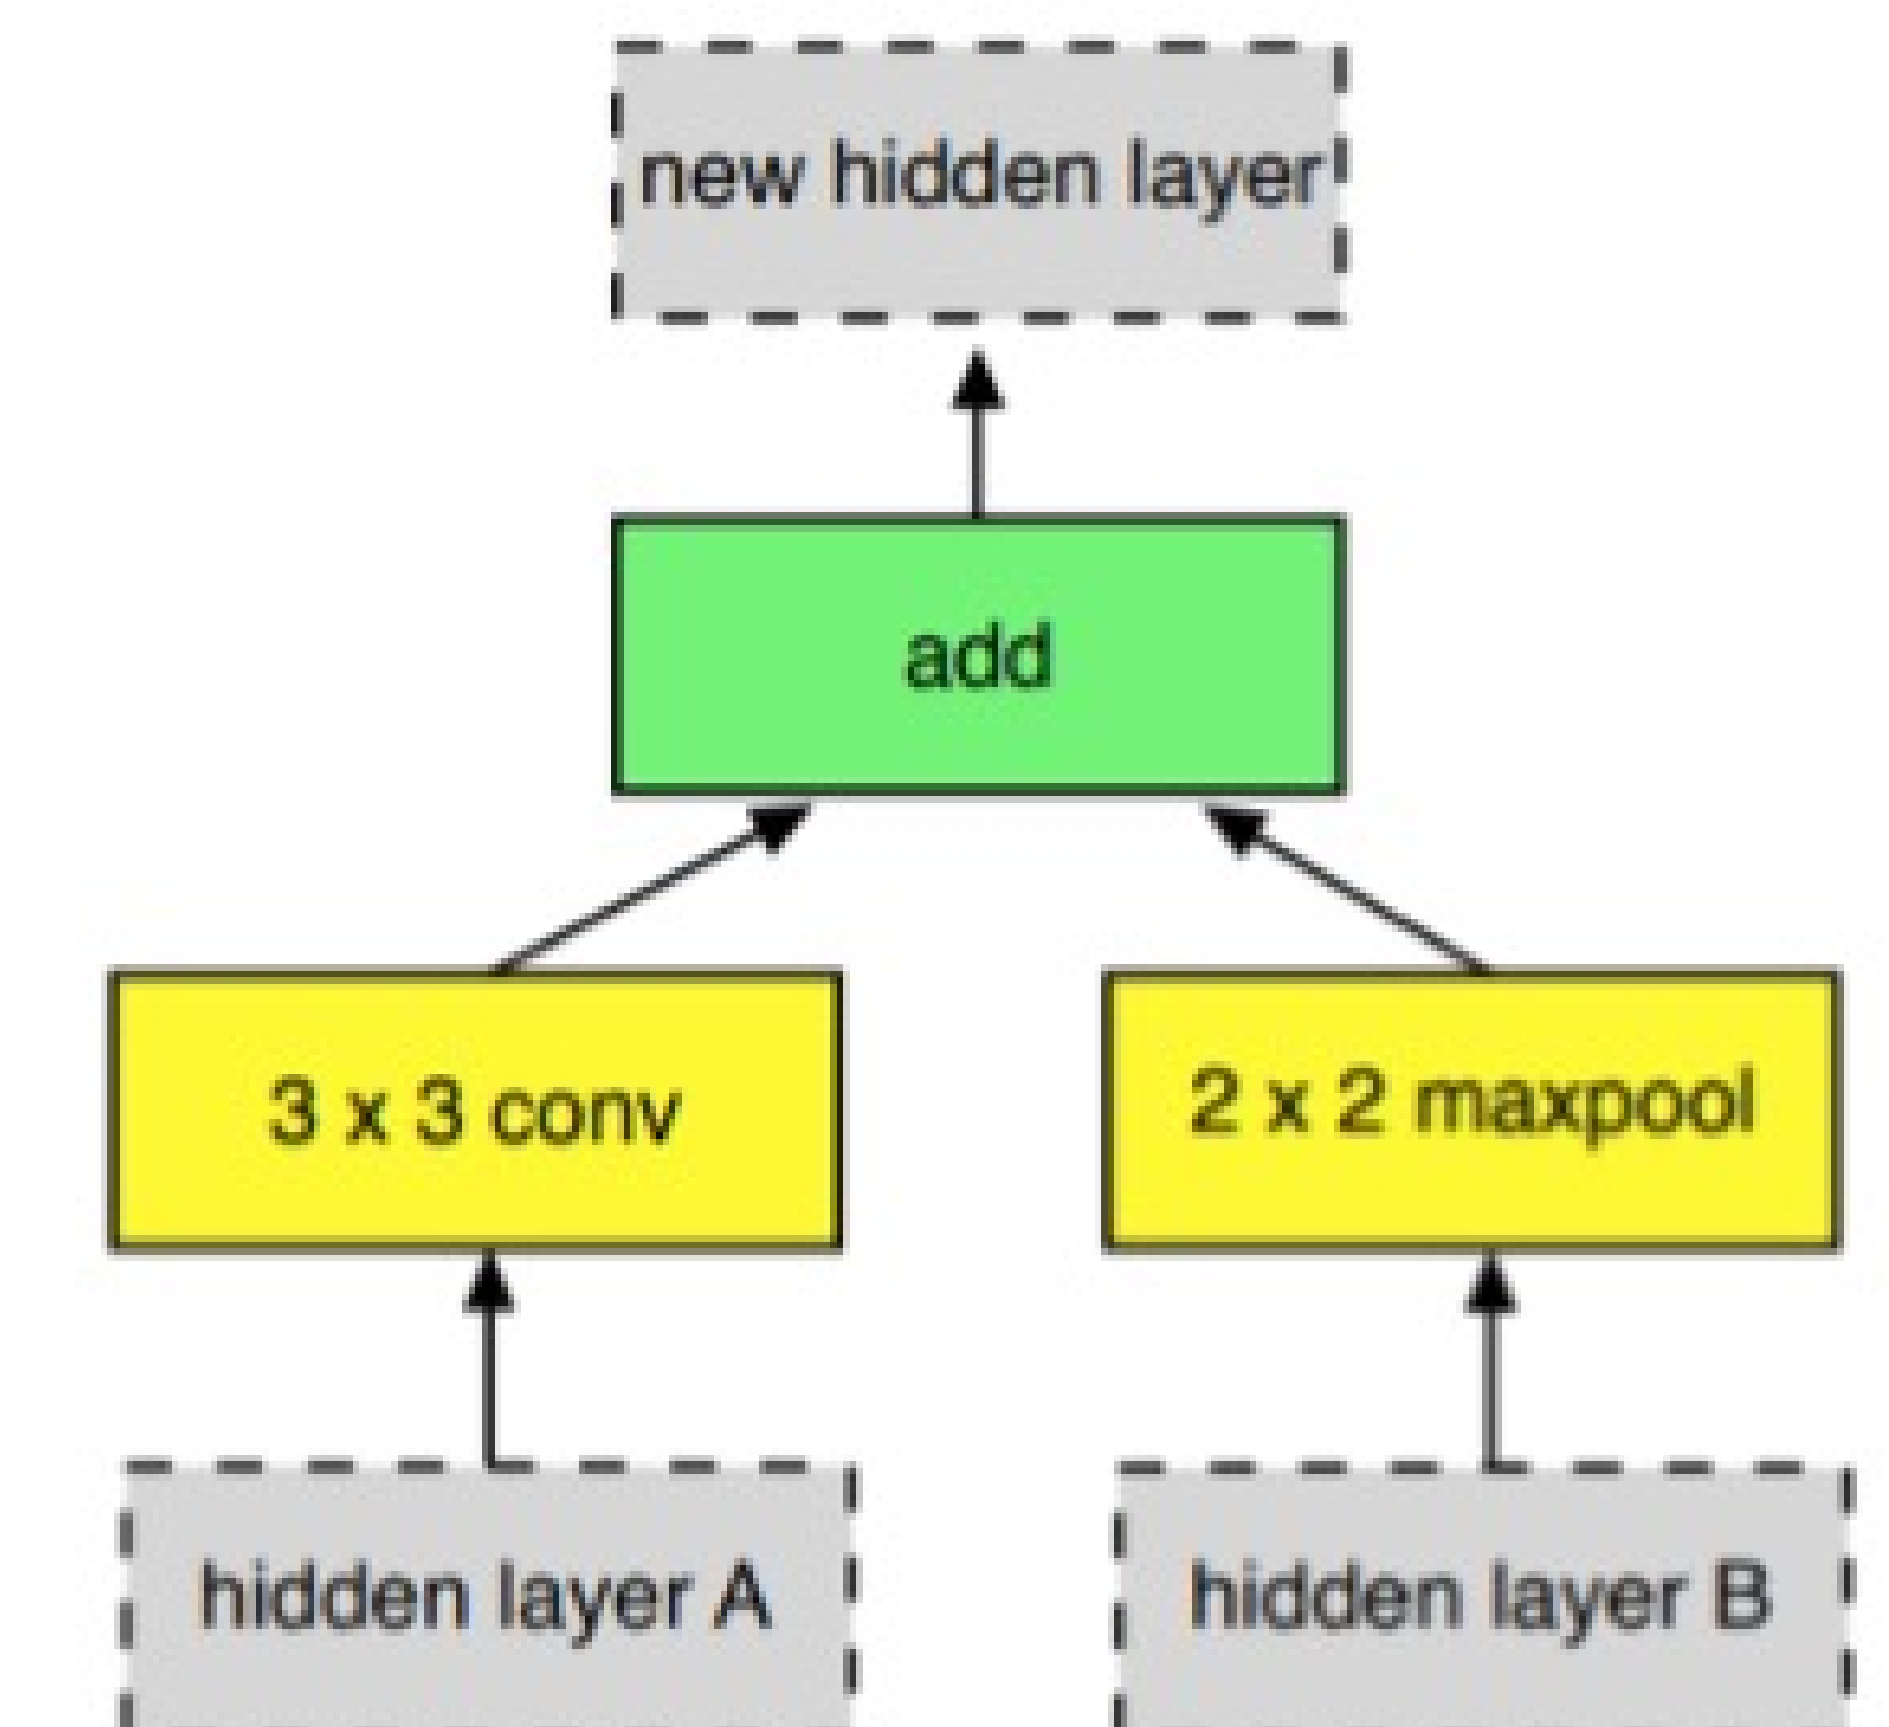 new hidden layer
add
3 x 3 conv
2 x 2 maxpool
hidden layer A
hidden layer B